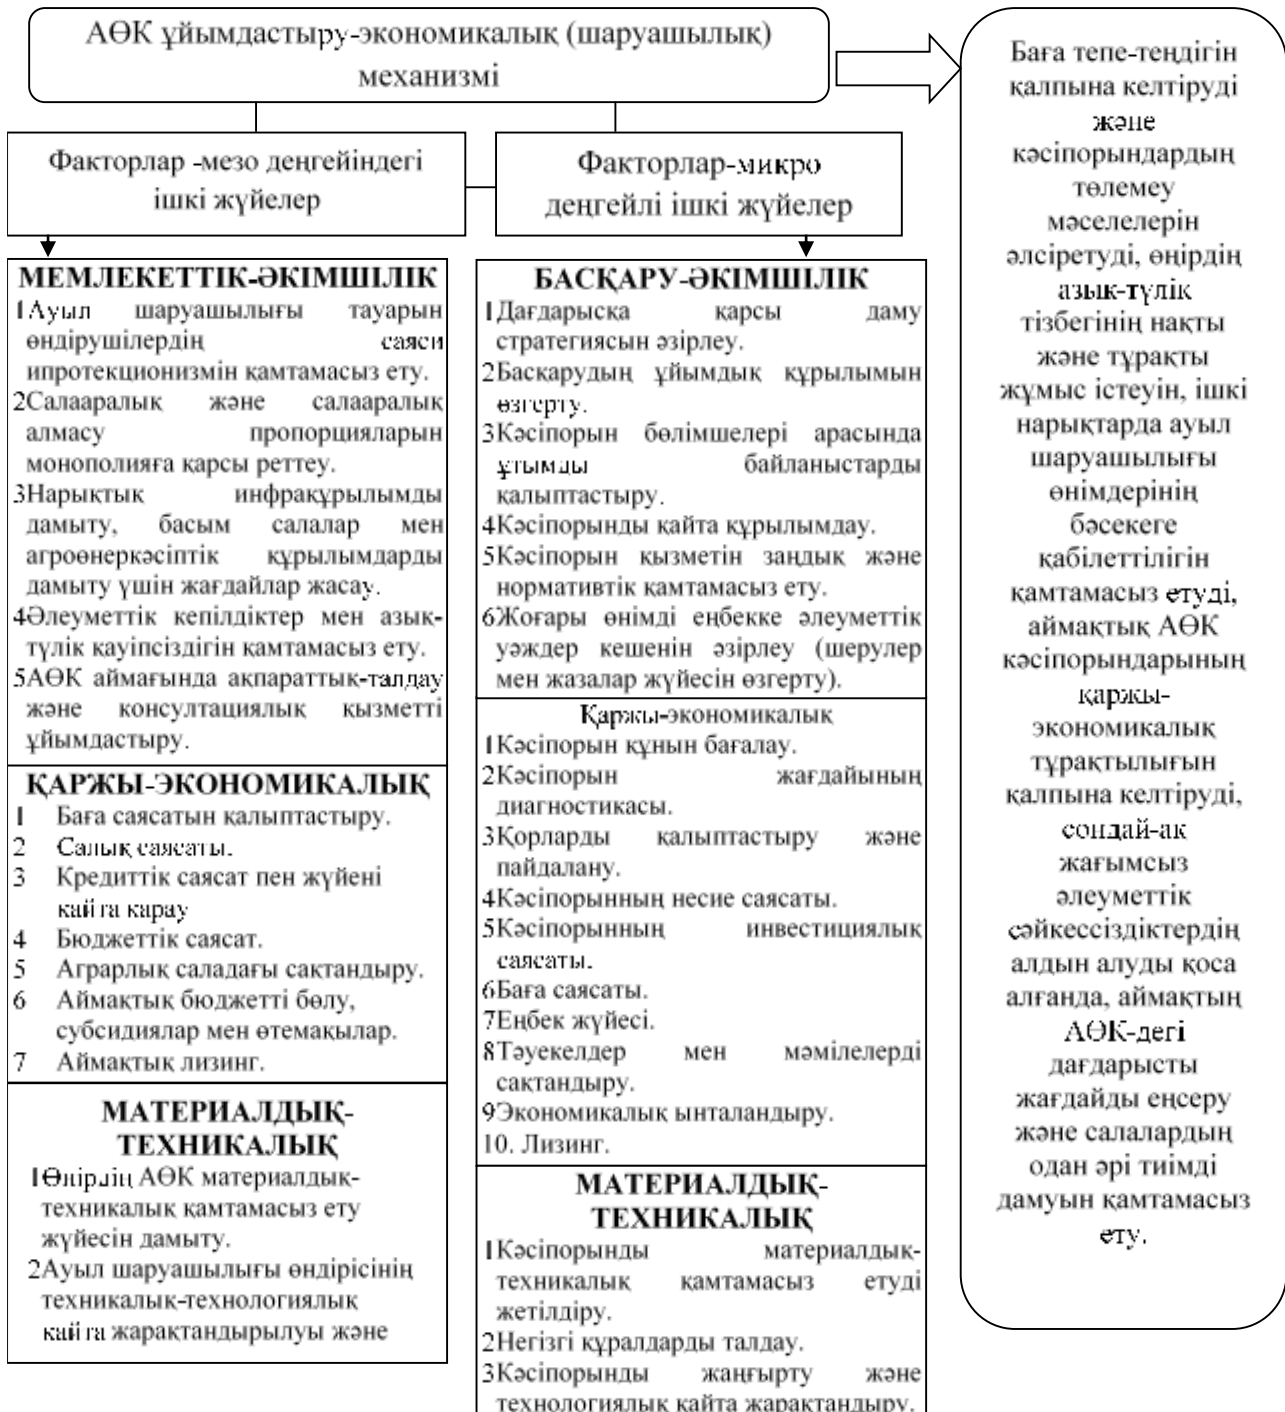 АӨК ұйымдастыру-экономикалық (шаруашылық)
механизмі
Факторлар -мезо деңгейіндегі
ішкі жүйелер
Факторлар-микро
деңгейлі ішкі жүйелер
МЕМЛЕКЕТТІК-ӘКІМШІЛІК
1Ауыл шаруашылығы тауарын
өндірушілердің саяси
ипротекционизмін қамтамасыз ету.
2Салааралық және салааралық
алмасу пропорцияларын
монополияға қарсы реттеу.
3Нарықтық инфрақұрылымды
дамыту, басым салалар мен
агроөнеркәсіптік құрылымдарды
дамыту үшін жағдайлар жасау.
4Әлеуметтік кепілдіктер мен азық-
түлік қауіпсіздігін қамтамасыз ету.
5АӨК аймағында ақпараттық-талдау
және консультациялық қызметті
ұйымдастыру.
ҚАРЖЫ-ЭКОНОМИКАЛЫҚ
1 Баға саясатын қалыптастыру.
2 Салық саясаты.
3 Кредиттік саясат пен жүйені
қайта қарау
4 Бюджеттік саясат.
5 Аграрлық саладағы сақтандыру.
6 Аймақтық бюджетті бөлу,
субсидиялар мен өтемақылар.
7 Аймақтық лизинг.
МАТЕРИАЛДЫҚ-
ТЕХНИКАЛЫҚ
1Өңірдің АӨК материалдық-
техникалық қамтамасыз ету
жүйесін дамыту.
2Ауыл шаруашылығы өндірісінің
техникалық-технологиялық
қайта жарақтандырылуы және
БАСҚАРУ-ӘКІМШІЛІК
1Дағдарысқа қарсы даму
стратегиясын әзірлеу.
2Басқарудың ұйымдық құрылымын
өзгерту.
3Кәсіпорын бөлімшелері арасында
ұтымды байланыстарды
қалыптастыру.
4Кәсіпорынды қайта құрылымдау.
5Кәсіпорын қызметін заңдық және
нормативтік қамтамасыз ету.
6Жоғары өнімді еңбекке әлеуметтік
уәждер кешенін әзірлеу (шерулер
мен жазалар жүйесін өзгерту).
Қаржы-экономикалық
1Кәсіпорын құнын бағалау.
2Кәсіпорын жағдайының
диагностикасы.
3Қорларды қалыптастыру және
пайдалану.
4Кәсіпорынның несие саясаты.
5Кәсіпорынның инвестициялық
саясаты.
6Баға саясаты.
7Еңбек жүйесі.
8Тәуекелдер мен мәмілелерді
сақтандыру.
9Экономикалық ынталандыру.
10. Лизинг.
МАТЕРИАЛДЫҚ-
ТЕХНИКАЛЫҚ
1Кәсіпорынды материалдық-
техникалық қамтамасыз етуді
жетілдіру.
2Негізгі құралдарды талдау.
3Кәсіпорынды жаңғырту және
технологиялық қайта жарақтандыру.
Баға тепе-теңдігін
қалпына келтіруді
және
кәсіпорындардың
төлемеу
мәселелерін
әлсіретуді, өңірдің
азық-түлік
тізбегінің нақты
және тұрақты
жұмыс істеуін, ішкі
нарықтарда ауыл
шаруашылығы
өнімдерінің
бәсекеге
қабілеттілігін
қамтамасыз етуді,
аймақтық АӨК
кәсіпорындарының
қаржы-
экономикалық
тұрақтылығын
қалпына келтіруді,
сондай-ақ
жағымсыз
әлеуметтік
сәйкессіздіктердің
алдын алуды қоса
алғанда, аймақтың
АӨК-дегі
дағдарысты
жағдайды еңсеру
және салалардың
одан әрі тиімді
дамуын қамтамасыз
ету.